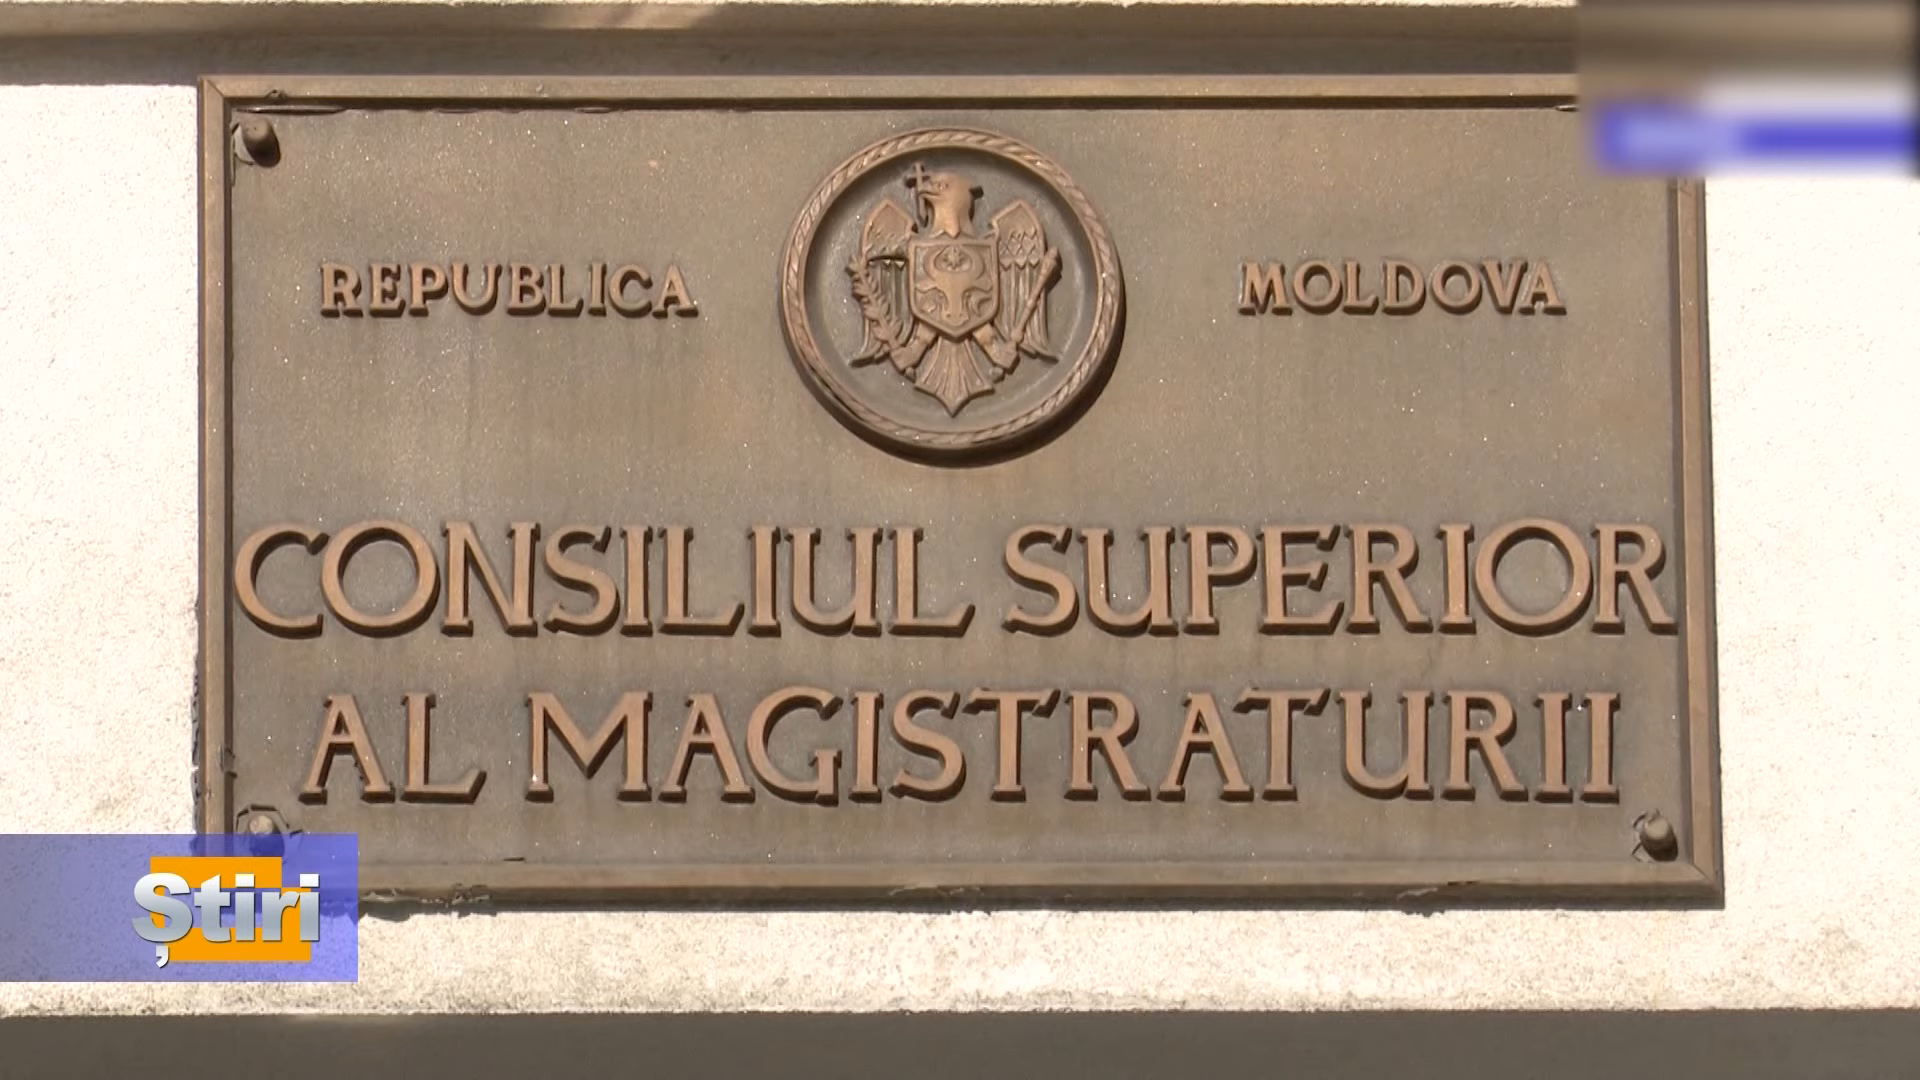 REPUBLICA MOLDOVA
CONSILIUL SUPERIOR
AL MAGISTRATURII
Știri